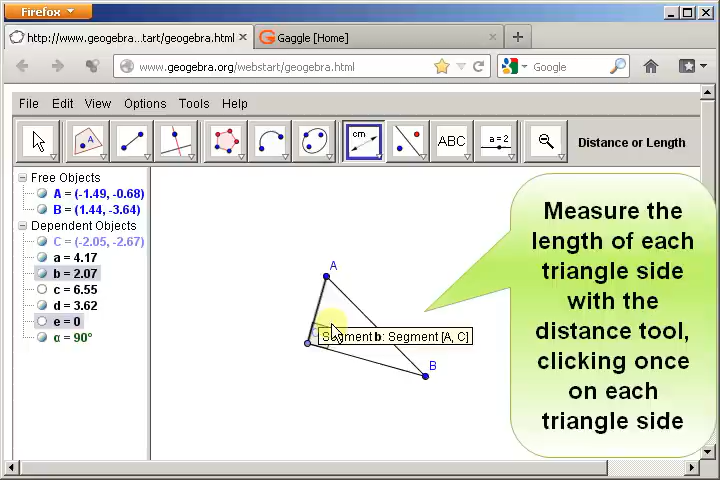 Firefox
http://www.geogebra...tart/geogebra.html
Gaggle [Home]
www.geogebra.org/webstart/geogebra.html
Google
File Edit View Options Tools Help
A
cm
ABC
a = 2
Distance or Length
Free Objects
A = (-1.49, -0.68)
B = (1.44, -3.64)
Dependent Objects
C = (-2.05, -2.67)
a = 4.17
b = 2.07
c = 6.55
d = 3.62
e = 0
α = 90°
A
Segment b: Segment [A, C]
B
Measure the
length of each
triangle side
with the
distance tool,
clicking once
on each
triangle side